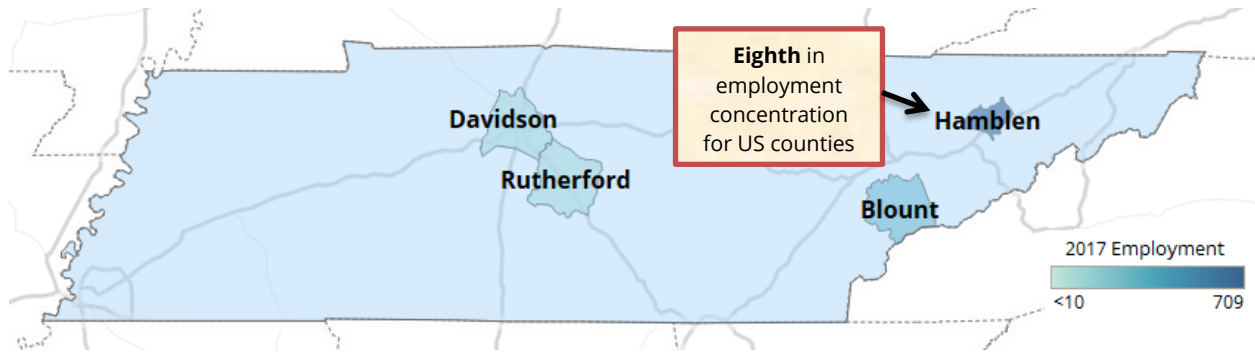 Eighth in
employment
concentration
for US counties
Davidson
Hamblen
Rutherford
Blount
2017 Employment
<10 709